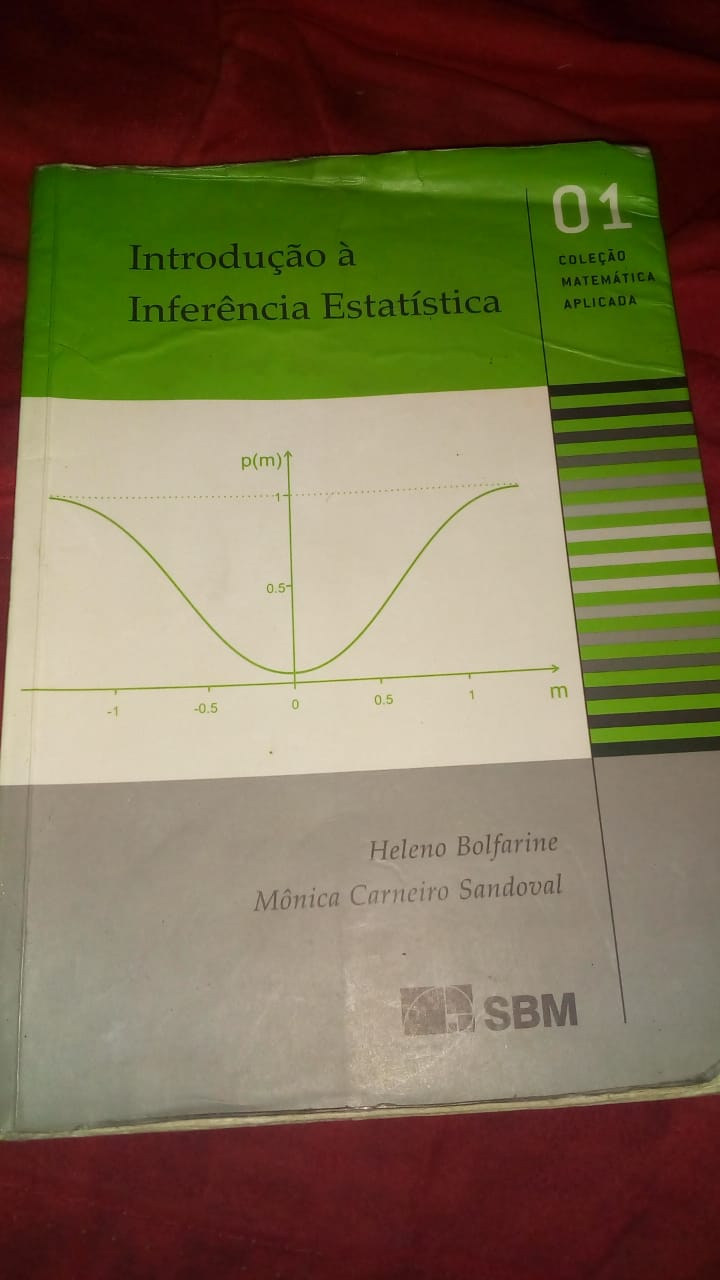 Introdução à
Inferência Estatística
01
COLEÇÃO
MATEMÁTICA
APLICADA
p(m)
1
0.5
-1
-0.5
0
0.5
1
m
Heleno Bolfarine
Mônica Carneiro Sandoval
SBM